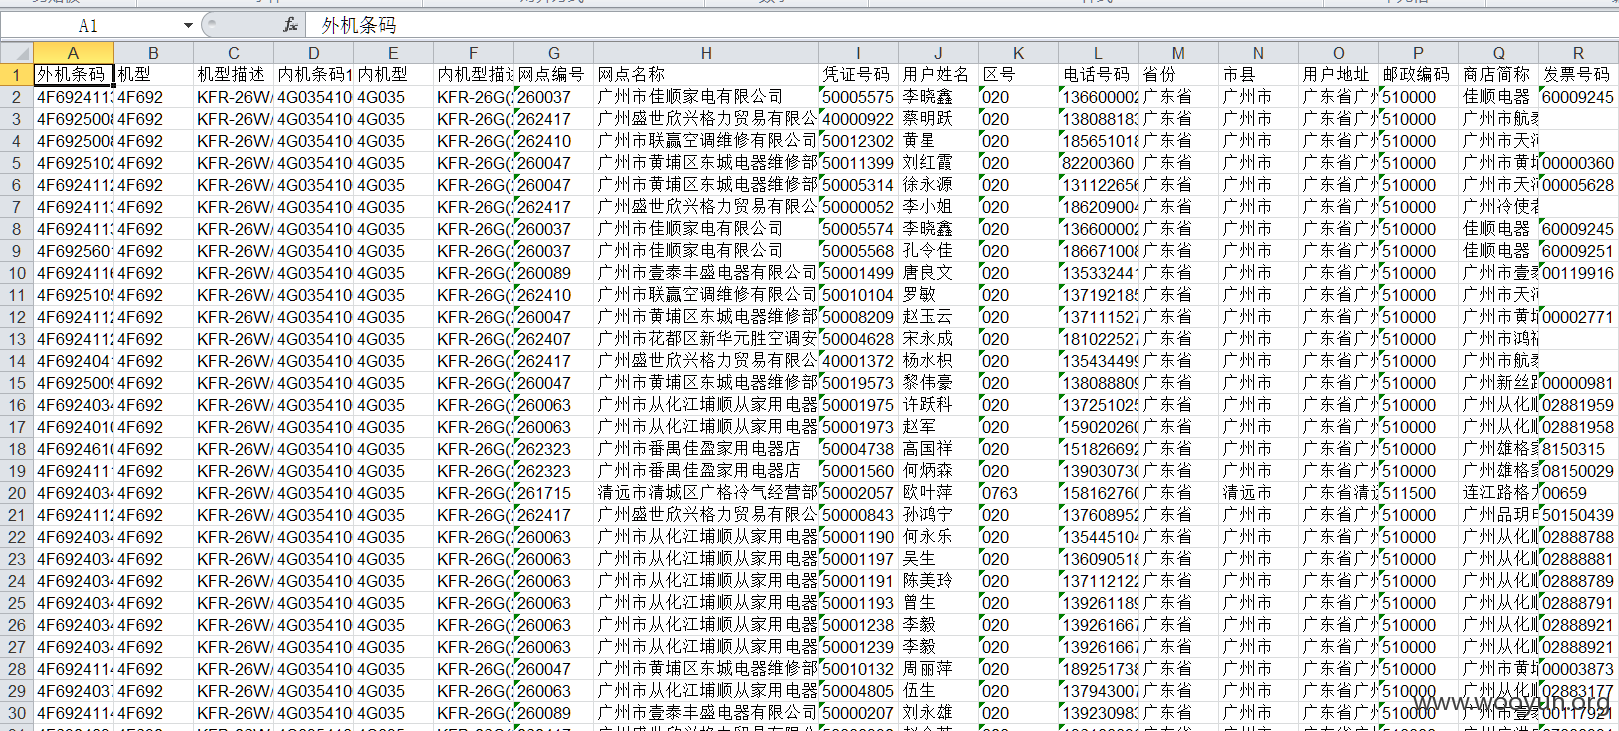 A1 fx 外机条码
A B C D E F G H I J K L M N O P Q R
1 外机条码 机型 机型描述 内机条码1 内机型 内机型描 网点编号 网点名称 凭证号码 用户姓名 区号 电话号码 省份 市县 用户地址 邮政编码 商店简称 发票号码
2 4F692411 4F692 KFR-26W/ 4G035410 4G035 KFR-26G( 260037 广州市佳顺家电有限公司 50005575 李晓鑫 020 13660000 广东省 广州市 广东省广 510000 佳顺电器 60009245
3 4F692500 4F692 KFR-26W/ 4G035410 4G035 KFR-26G( 262417 广州盛世欣兴格力贸易有限公 40000922 蔡明跃 020 13808818 广东省 广州市 广东省广 510000 广州市航
4 4F692500 4F692 KFR-26W/ 4G035410 4G035 KFR-26G( 262410 广州市联赢空调维修有限公司 50012302 黄星 020 18565101 广东省 广州市 广东省广 510000 广州市天
5 4F692510 4F692 KFR-26W/ 4G035410 4G035 KFR-26G( 260047 广州市黄埔区东城电器维修部 50011399 刘红霞 020 82200360 广东省 广州市 广东省广 510000 广州市黄 00000360
6 4F692411 4F692 KFR-26W/ 4G035410 4G035 KFR-26G( 260047 广州市黄埔区东城电器维修部 50005314 徐永源 020 13112265 广东省 广州市 广东省广 510000 广州市天 00005628
7 4F692411 4F692 KFR-26W/ 4G035410 4G035 KFR-26G( 262417 广州盛世欣兴格力贸易有限公 50000052 李小姐 020 18620900 广东省 广州市 广东省广 510000 广州冷使
8 4F692411 4F692 KFR-26W/ 4G035410 4G035 KFR-26G( 260037 广州市佳顺家电有限公司 50005574 李晓鑫 020 13660000 广东省 广州市 广东省广 510000 佳顺电器 60009245
9 4F692560 4F692 KFR-26W/ 4G035410 4G035 KFR-26G( 260037 广州市佳顺家电有限公司 50005568 孔令佳 020 18667100 广东省 广州市 广东省广 510000 佳顺电器 60009251
10 4F692411 4F692 KFR-26W/ 4G035410 4G035 KFR-26G( 260089 广州市壹泰丰盛电器有限公司 50001499 唐良文 020 13533244 广东省 广州市 广东省广 510000 广州市壹 00119916
11 4F692510 4F692 KFR-26W/ 4G035410 4G035 KFR-26G( 262410 广州市联赢空调维修有限公司 50010104 罗敏 020 13719218 广东省 广州市 广东省广 510000 广州市天
12 4F692411 4F692 KFR-26W/ 4G035410 4G035 KFR-26G( 260047 广州市黄埔区东城电器维修部 50008209 赵玉云 020 13711152 广东省 广州市 广东省广 510000 广州市黄 00002771
13 4F692411 4F692 KFR-26W/ 4G035410 4G035 KFR-26G( 262407 广州市花都区新华元胜空调安 50004628 宋永成 020 18102252 广东省 广州市 广东省广 510000 广州市鸿
14 4F692404 4F692 KFR-26W/ 4G035410 4G035 KFR-26G( 262417 广州盛世欣兴格力贸易有限公 40001372 杨水枳 020 13543449 广东省 广州市 广东省广 510000 广州市航
15 4F692500 4F692 KFR-26W/ 4G035410 4G035 KFR-26G( 260047 广州市黄埔区东城电器维修部 50019573 黎伟豪 020 13808880 广东省 广州市 广东省广 510000 广州新丝 00000981
16 4F692403 4F692 KFR-26W/ 4G035410 4G035 KFR-26G( 260063 广州市从化江埔顺从家用电器 50001975 许跃科 020 13725102 广东省 广州市 广东省广 510000 广州从化 02881959
17 4F692401 4F692 KFR-26W/ 4G035410 4G035 KFR-26G( 260063 广州市从化江埔顺从家用电器 50001973 赵军 020 15902026 广东省 广州市 广东省广 510000 广州从化 02881958
18 4F692461 4F692 KFR-26W/ 4G035410 4G035 KFR-26G( 262323 广州市番禺佳盈家用电器店 50004738 高国祥 020 15182669 广东省 广州市 广东省广 510000 广州雄格 8150315
19 4F692411 4F692 KFR-26W/ 4G035410 4G035 KFR-26G( 262323 广州市番禺佳盈家用电器店 50001560 何炳森 020 13903073 广东省 广州市 广东省广 510000 广州雄格 08150029
20 4F692403 4F692 KFR-26W/ 4G035410 4G035 KFR-26G( 261715 清远市清城区广格冷气经营部 50002057 欧叶萍 0763 15816276 广东省 清远市 广东省清 511500 连江路格 00659
21 4F692411 4F692 KFR-26W/ 4G035410 4G035 KFR-26G( 262417 广州盛世欣兴格力贸易有限公 50000843 孙鸿宁 020 13760895 广东省 广州市 广东省广 510000 广州品玥 50150439
22 4F692403 4F692 KFR-26W/ 4G035410 4G035 KFR-26G( 260063 广州市从化江埔顺从家用电器 50001190 何永乐 020 13544510 广东省 广州市 广东省广 510000 广州从化 02888788
23 4F692403 4F692 KFR-26W/ 4G035410 4G035 KFR-26G( 260063 广州市从化江埔顺从家用电器 50001197 吴生 020 13609051 广东省 广州市 广东省广 510000 广州从化 02888881
24 4F692403 4F692 KFR-26W/ 4G035410 4G035 KFR-26G( 260063 广州市从化江埔顺从家用电器 50001191 陈美玲 020 13711212 广东省 广州市 广东省广 510000 广州从化 02888789
25 4F692403 4F692 KFR-26W/ 4G035410 4G035 KFR-26G( 260063 广州市从化江埔顺从家用电器 50001193 曾生 020 13926118 广东省 广州市 广东省广 510000 广州从化 02888791
26 4F692403 4F692 KFR-26W/ 4G035410 4G035 KFR-26G( 260063 广州市从化江埔顺从家用电器 50001238 李毅 020 13926166 广东省 广州市 广东省广 510000 广州从化 02888921
27 4F692403 4F692 KFR-26W/ 4G035410 4G035 KFR-26G( 260063 广州市从化江埔顺从家用电器 50001239 李毅 020 13926166 广东省 广州市 广东省广 510000 广州从化 02888921
28 4F692411 4F692 KFR-26W/ 4G035410 4G035 KFR-26G( 260047 广州市黄埔区东城电器维修部 50010132 周丽萍 020 18925173 广东省 广州市 广东省广 510000 广州市黄 00003873
29 4F692403 4F692 KFR-26W/ 4G035410 4G035 KFR-26G( 260063 广州市从化江埔顺从家用电器 50004805 伍生 020 13794300 广东省 广州市 广东省广 510000 广州从化 02883177
30 4F692411 4F692 KFR-26W/ 4G035410 4G035 KFR-26G( 260089 广州市壹泰丰盛电器有限公司 50000207 刘永雄 020 13923098 广东省 广州市 广东省广 510000 广州市壹 00117921
www.wooyun.org